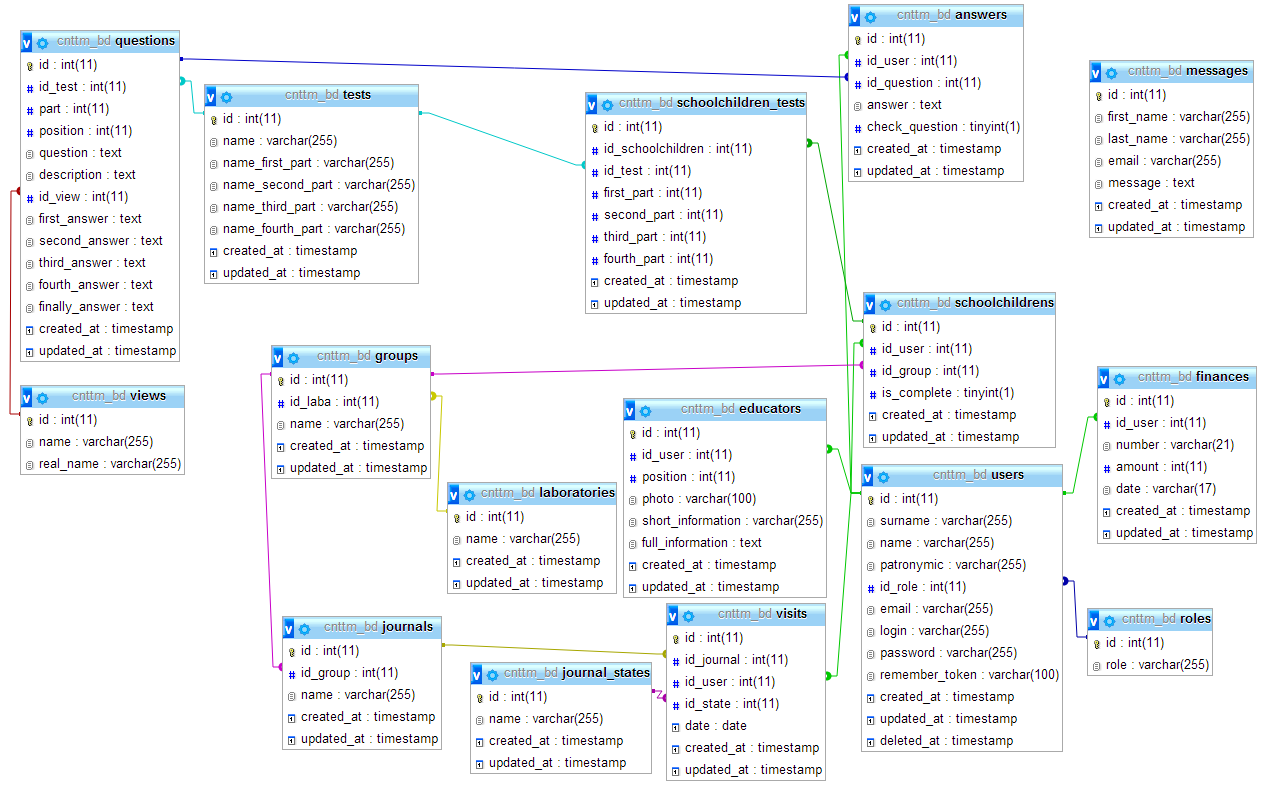 cnttm_bd questions
id : int(11)
id_test : int(11)
part : int(11)
position : int(11)
question : text
description : text
id_view : int(11)
first_answer : text
second_answer : text
third_answer : text
fourth_answer : text
finally_answer : text
created_at : timestamp
updated_at : timestamp
cnttm_bd views
id : int(11)
name : varchar(255)
real_name : varchar(255)
cnttm_bd tests
id : int(11)
name : varchar(255)
name_first_part : varchar(255)
name_second_part : varchar(255)
name_third_part : varchar(255)
name_fourth_part : varchar(255)
created_at : timestamp
updated_at : timestamp
cnttm_bd groups
id : int(11)
id_laba : int(11)
name : varchar(255)
created_at : timestamp
updated_at : timestamp
cnttm_bd laboratories
id : int(11)
name : varchar(255)
created_at : timestamp
updated_at : timestamp
cnttm_bd journals
id : int(11)
id_group : int(11)
name : varchar(255)
created_at : timestamp
updated_at : timestamp
cnttm_bd journal_states
id : int(11)
name : varchar(255)
created_at : timestamp
updated_at : timestamp
cnttm_bd schoolchildren_tests
id : int(11)
id_schoolchildren : int(11)
id_test : int(11)
first_part : int(11)
second_part : int(11)
third_part : int(11)
fourth_part : int(11)
created_at : timestamp
updated_at : timestamp
cnttm_bd educators
id : int(11)
id_user : int(11)
position : int(11)
photo : varchar(100)
short_information : varchar(255)
full_information : text
created_at : timestamp
updated_at : timestamp
cnttm_bd visits
id : int(11)
id_journal : int(11)
id_user : int(11)
id_state : int(11)
date : date
created_at : timestamp
updated_at : timestamp
cnttm_bd answers
id : int(11)
id_user : int(11)
id_question : int(11)
answer : text
check_question : tinyint(1)
created_at : timestamp
updated_at : timestamp
cnttm_bd schoolchildrens
id : int(11)
id_user : int(11)
id_group : int(11)
is_complete : tinyint(1)
created_at : timestamp
updated_at : timestamp
cnttm_bd users
id : int(11)
surname : varchar(255)
name : varchar(255)
patronymic : varchar(255)
id_role : int(11)
email : varchar(255)
login : varchar(255)
password : varchar(255)
remember_token : varchar(100)
created_at : timestamp
updated_at : timestamp
deleted_at : timestamp
cnttm_bd messages
id : int(11)
first_name : varchar(255)
last_name : varchar(255)
email : varchar(255)
message : text
created_at : timestamp
updated_at : timestamp
cnttm_bd finances
id : int(11)
id_user : int(11)
number : varchar(21)
amount : int(11)
date : varchar(17)
created_at : timestamp
updated_at : timestamp
cnttm_bd roles
id : int(11)
role : varchar(255)